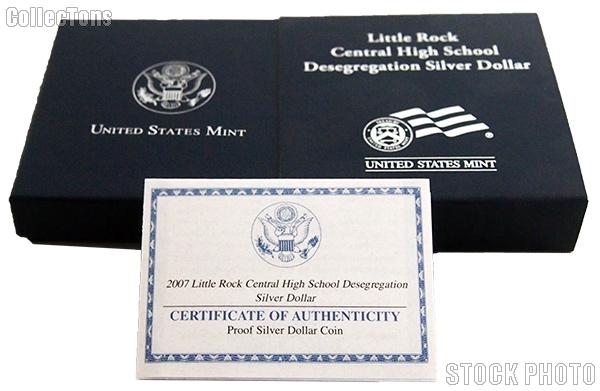 CollecTons
Little Rock
Central High School
Desegregation Silver Dollar
UNITED STATES MINT
UNITED STATES MINT
2007 Little Rock Central High School Desegregation
Silver Dollar
CERTIFICATE OF AUTHENTICITY
Proof Silver Dollar Coin
STOCK PHOTO